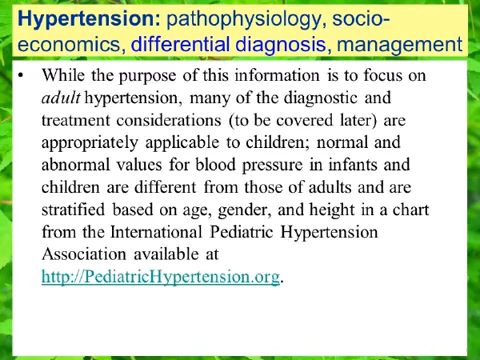 Hypertension: pathophysiology, socio-
economics, differential diagnosis, management
• While the purpose of this information is to focus on
adult hypertension, many of the diagnostic and
treatment considerations (to be covered later) are
appropriately applicable to children; normal and
abnormal values for blood pressure in infants and
children are different from those of adults and are
stratified based on age, gender, and height in a chart
from the International Pediatric Hypertension
Association available at
http://PediatricHypertension.org.